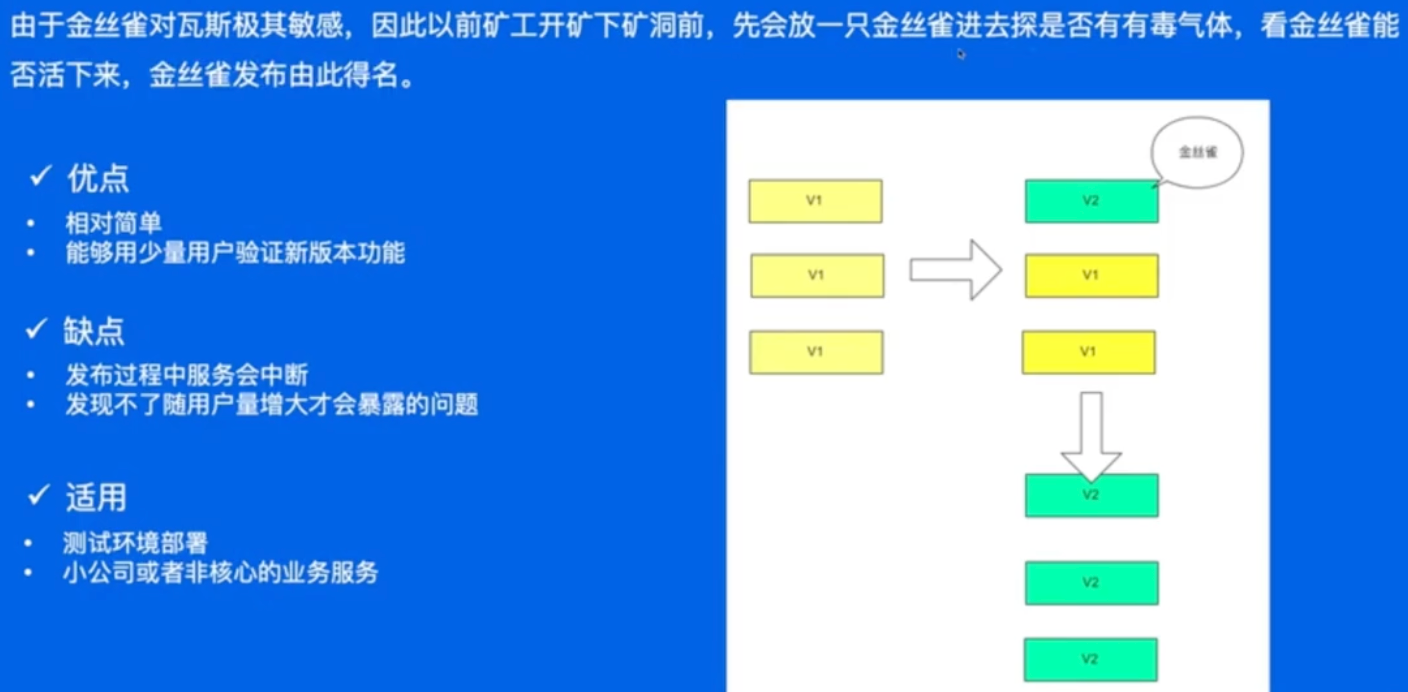 由于金丝雀对瓦斯极其敏感，因此以前矿工开矿下矿洞前，先会放一只金丝雀进去探是否有有毒气体，看金丝雀能
否活下来，金丝雀发布由此得名。
✓ 优点
• 相对简单
• 能够用少量用户验证新版本功能
✓ 缺点
• 发布过程中服务会中断
• 发现不了随用户量增大才会暴露的问题
✓ 适用
• 测试环境部署
• 小公司或者非核心的业务服务
金丝雀
V1
V2
V1
V1
V1
V1
V2
V2
V2